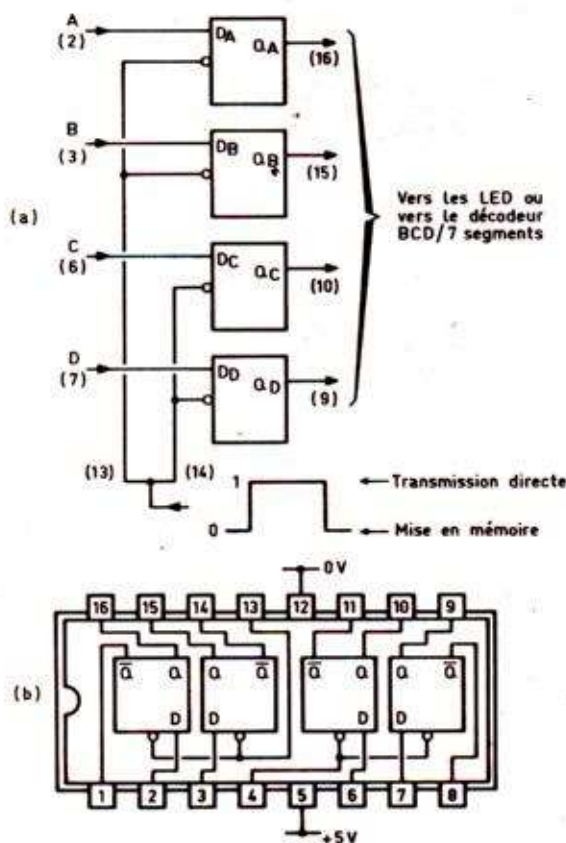 A
(2)
DA
QA
(16)
B
(3)
DB
QB
(15)
(a)
Vers les LED ou
vers le décodeur
BCD/7 segments
C
(6)
DC
QC
(10)
D
(7)
DD
QD
(9)
(13)
(14)
1
Transmission directe
0
Mise en mémoire
0V
16 15 14 13 12 11 10 9
(b)
Q̅ Q Q Q̅ Q̅ Q Q Q̅
D D D D
1 2 3 4 5 6 7 8
+5V